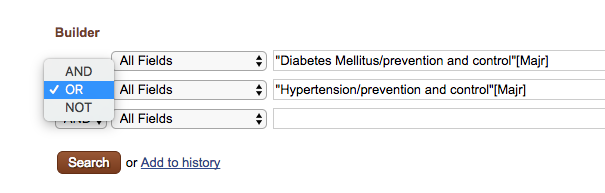 Builder
All Fields "Diabetes Mellitus/prevention and control"[Majr]
AND
✓ OR All Fields "Hypertension/prevention and control"[Majr]
NOT
AND All Fields
Search or Add to history